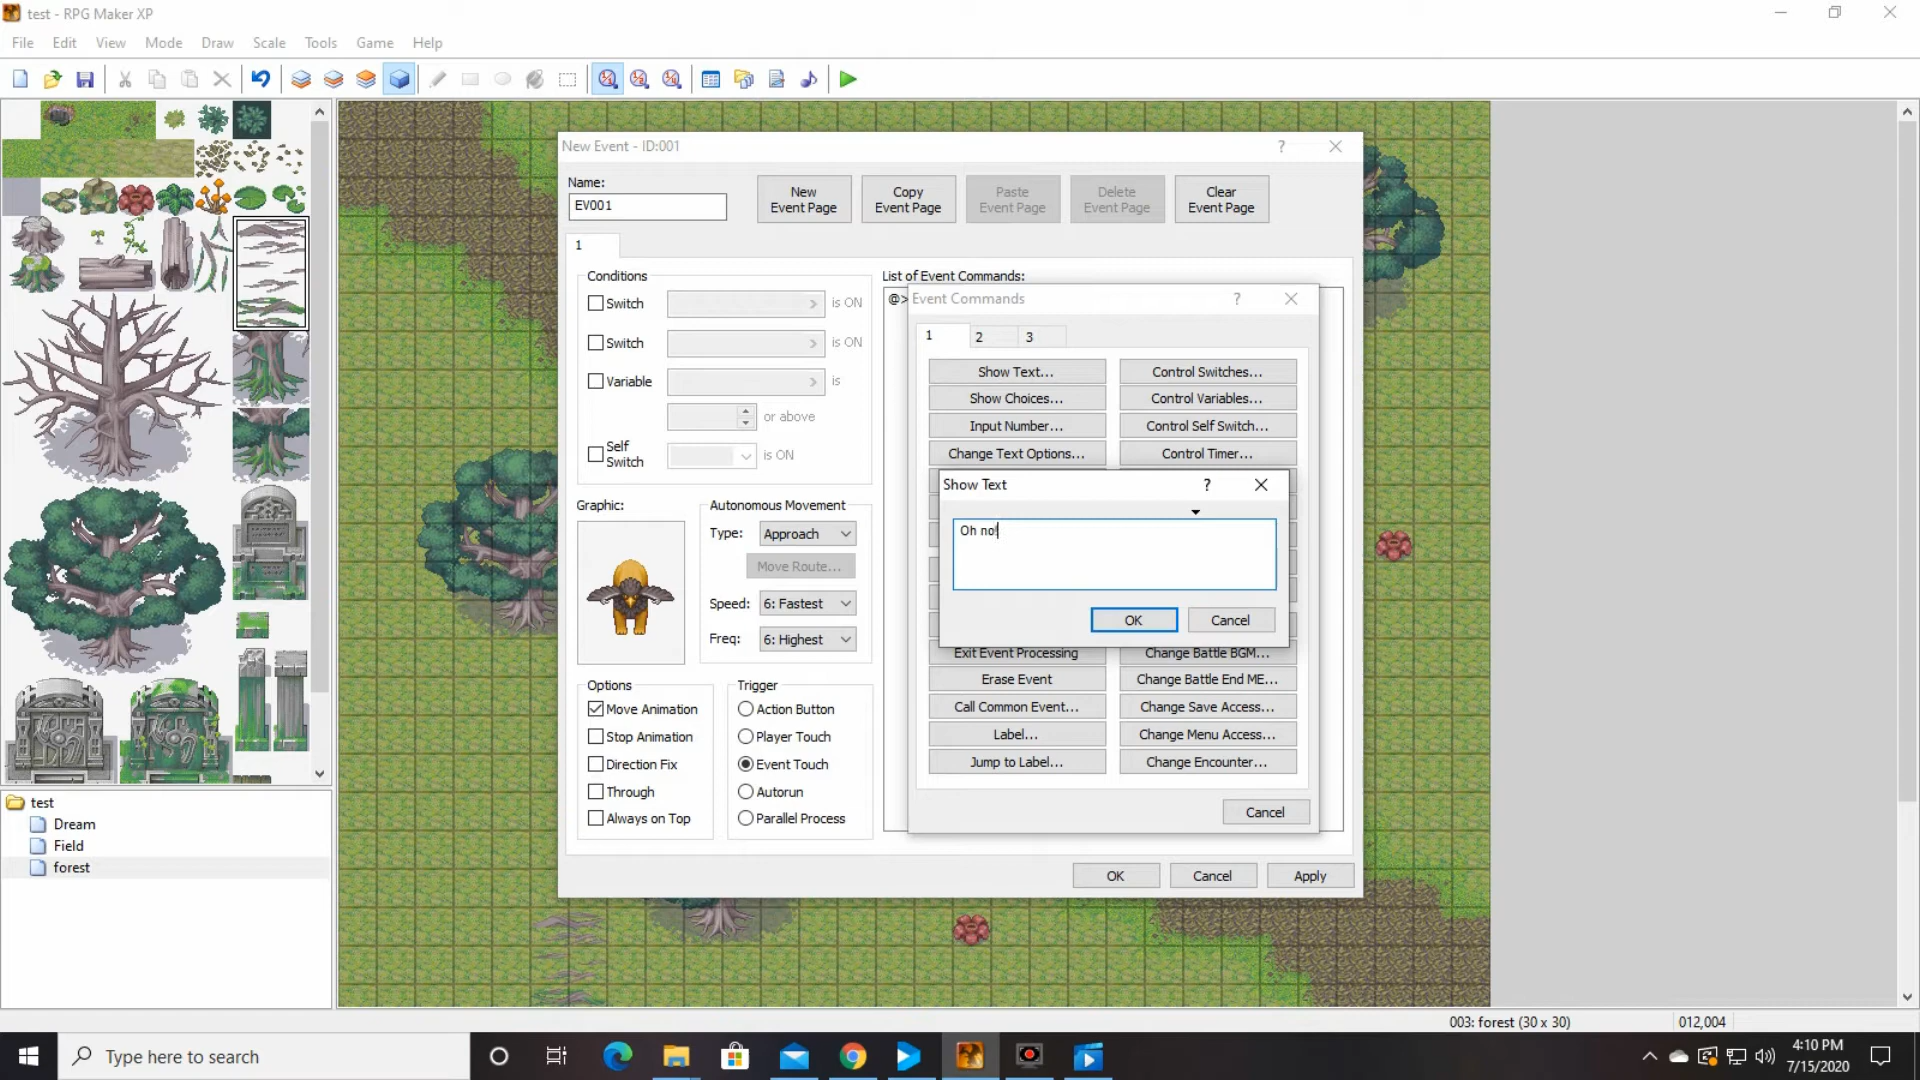 test - RPG Maker XP
File Edit View Mode Draw Scale Tools Game Help
New Event - ID:001
?
Name:
EV001
New Event Page
Copy Event Page
Paste Event Page
Delete Event Page
Clear Event Page
1
Conditions
Switch is ON
Switch is ON
Variable is
or above
Self Switch is ON
Graphic:
Autonomous Movement
Type: Approach
Move Route...
Speed: 6: Fastest
Freq: 6: Highest
Options
Move Animation
Stop Animation
Direction Fix
Through
Always on Top
Trigger
Action Button
Player Touch
Event Touch
Autorun
Parallel Process
List of Event Commands:
@>
Event Commands
?
1 2 3
Show Text... Control Switches...
Show Choices... Control Variables...
Input Number... Control Self Switch...
Change Text Options... Control Timer...
Show Text
?
Oh no!
OK Cancel
Exit Event Processing Change Battle BGM...
Erase Event Change Battle End ME...
Call Common Event... Change Save Access...
Label... Change Menu Access...
Jump to Label... Change Encounter...
Cancel
OK Cancel Apply
test
Dream
Field
forest
003: forest (30 x 30) 012,004
Type here to search
4:10 PM
7/15/2020